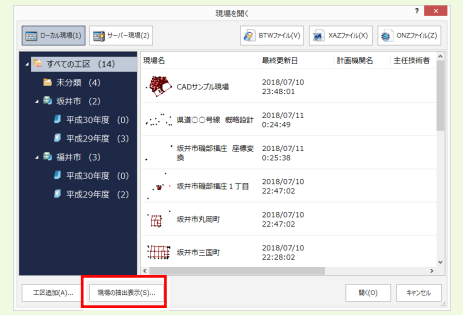 現場を開く
? ×
ローカル現場(1) サーバー現場(2) BTWファイル(V) XAZファイル(X) ONZファイル(Z)
すべての工区 (14)
未分類 (4)
坂井市 (2)
平成30年度 (0)
平成29年度 (3)
福井市 (3)
平成30年度 (0)
平成29年度 (2)
現場名 最終更新日 計画機関名 主任技術者
CADサンプル現場 2018/07/10 23:48:01
県道○○号線 概略設計 2018/07/11 0:24:49
坂井市磯部福庄 座標変換 2018/07/11 0:25:38
坂井市磯部福庄1丁目 2018/07/10 22:47:02
坂井市丸岡町 2018/07/10 22:47:02
坂井市三国町 2018/07/10 22:28:02
工区追加(A)... 現場の抽出表示(S)... 開く(O) キャンセル